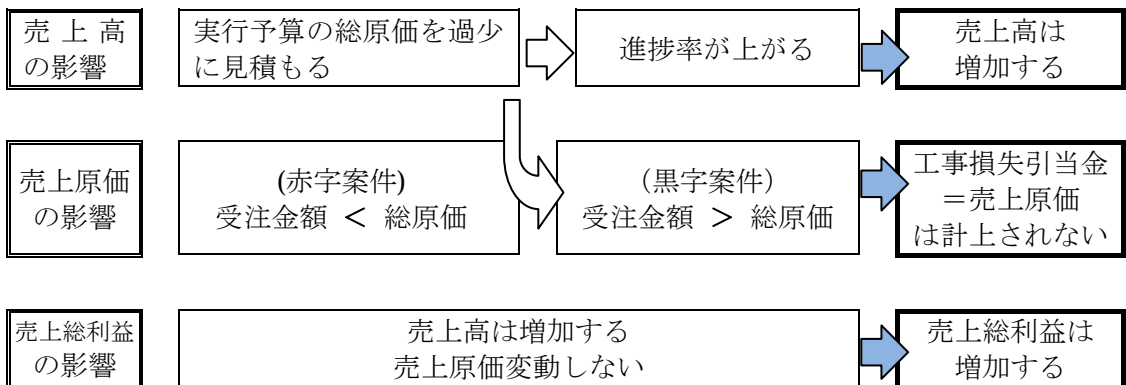 売 上 高
の影響
実行予算の総原価を過少
に見積もる
進捗率が上がる
売上高は
増加する
売上原価
の影響
(赤字案件)
受注金額 ＜ 総原価
（黒字案件）
受注金額 ＞ 総原価
工事損失引当金
＝売上原価
は計上されない
売上総利益
の影響
売上高は増加する
売上原価変動しない
売上総利益は
増加する